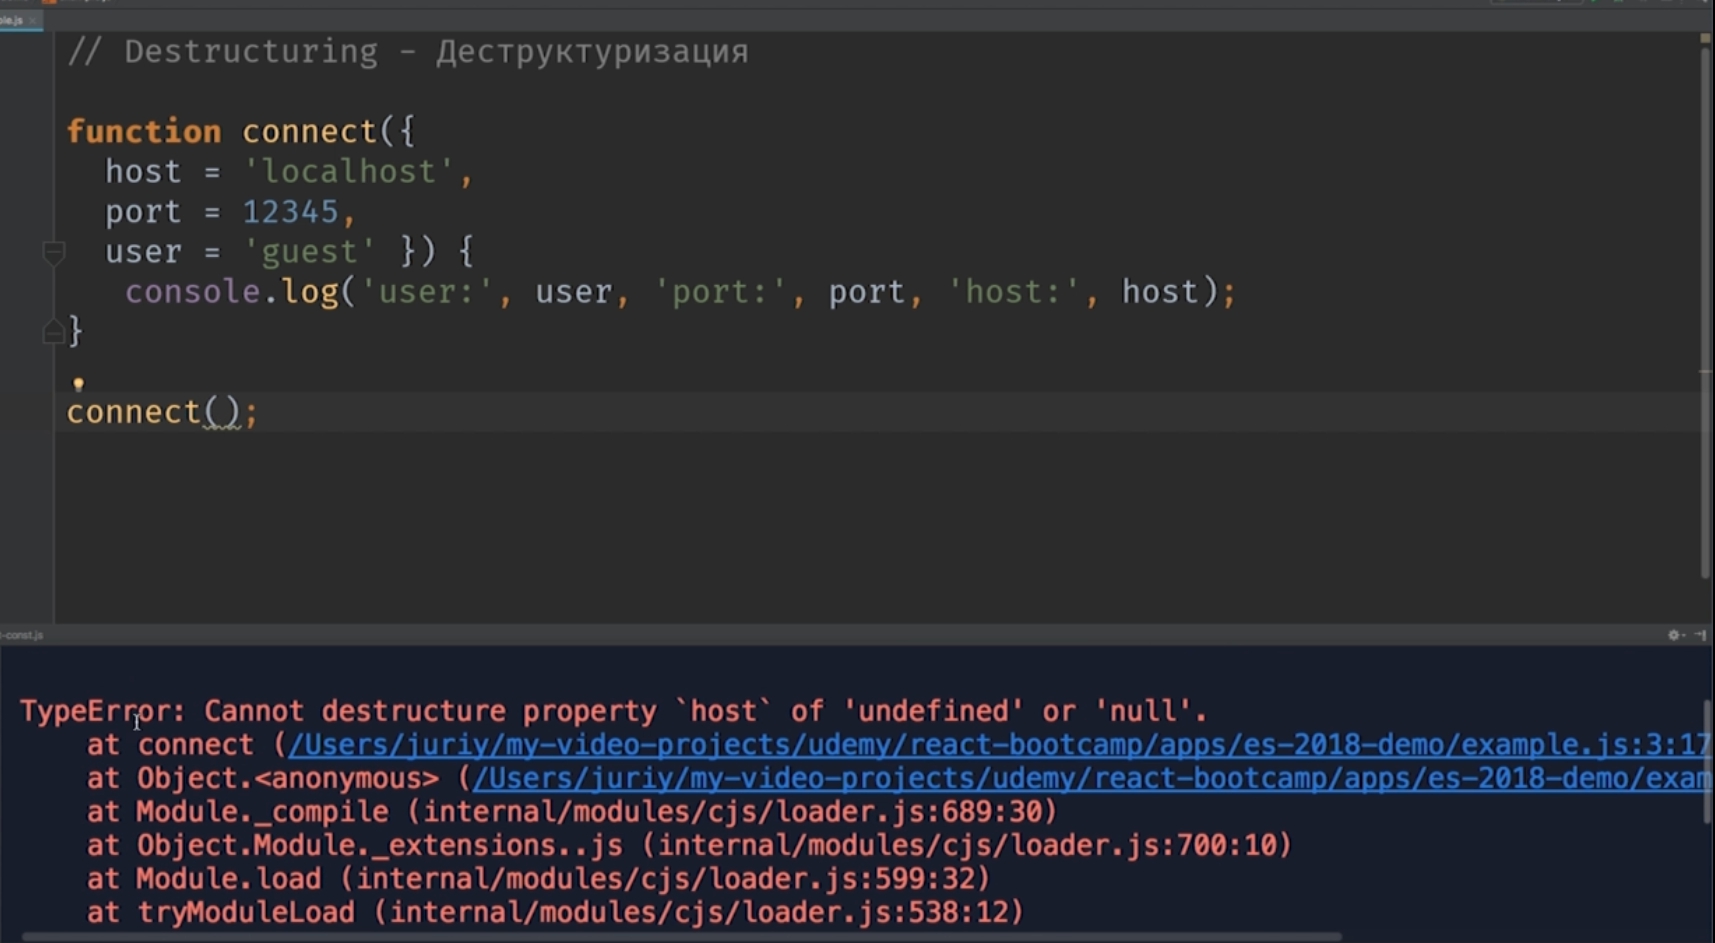 // Destructuring - Деструктуризация
function connect({
host = 'localhost',
port = 12345,
user = 'guest' }) {
console.log('user:', user, 'port:', port, 'host:', host);
}
connect();
-const.js
TypeError: Cannot destructure property `host` of 'undefined' or 'null'.
at connect (/Users/juriy/my-video-projects/udemy/react-bootcamp/apps/es-2018-demo/example.js:3:17
at Object.<anonymous> (/Users/juriy/my-video-projects/udemy/react-bootcamp/apps/es-2018-demo/exam
at Module._compile (internal/modules/cjs/loader.js:689:30)
at Object.Module._extensions..js (internal/modules/cjs/loader.js:700:10)
at Module.load (internal/modules/cjs/loader.js:599:32)
at tryModuleLoad (internal/modules/cjs/loader.js:538:12)